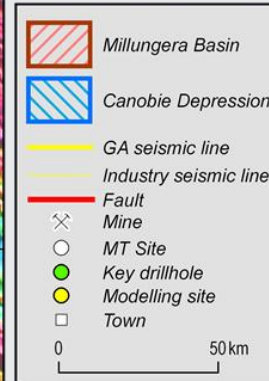 Millungera Basin
Canobie Depression
GA seismic line
Industry seismic line
Fault
Mine
MT Site
Key drillhole
Modelling site
Town
0 50 km